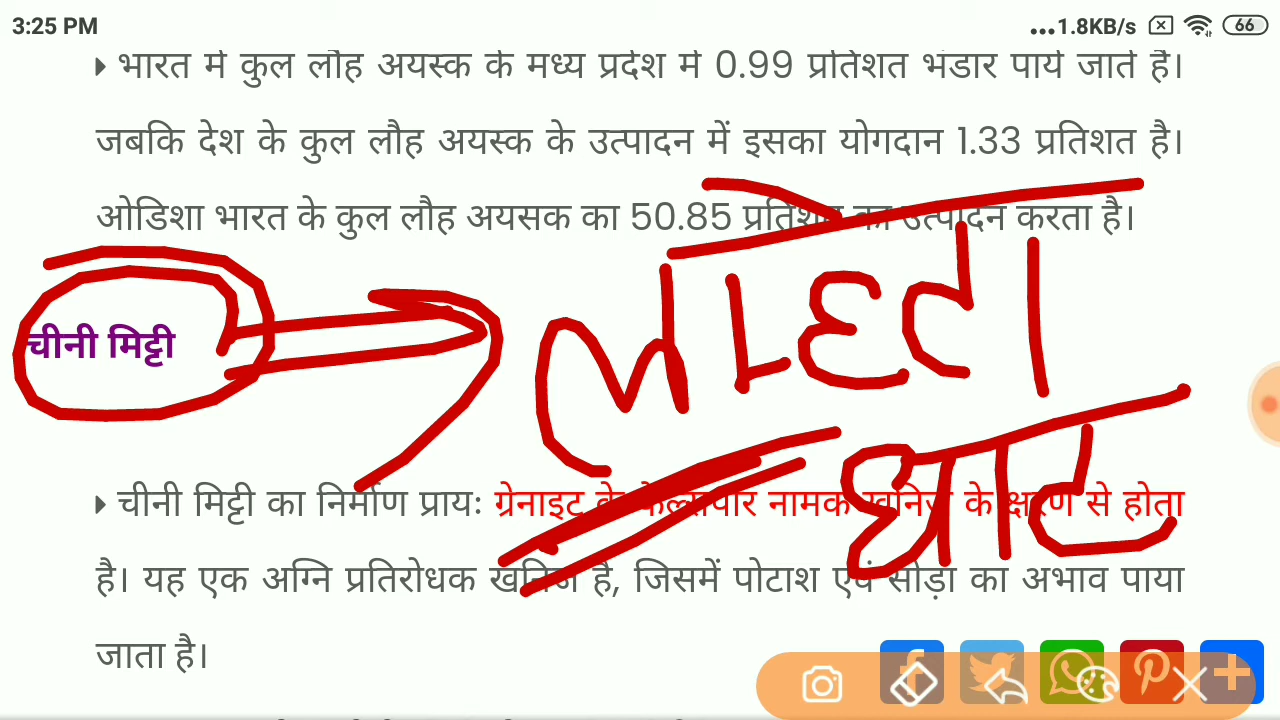 3:25 PM
...1.8KB/s 66
▸ भारत में कुल लौह अयस्क के मध्य प्रदेश में 0.99 प्रतिशत भंडार पाये जाते हैं।
जबकि देश के कुल लौह अयस्क के उत्पादन में इसका योगदान 1.33 प्रतिशत है।
ओडिशा भारत के कुल लौह अयसक का 50.85 प्रतिशत का उत्पादन करता है।
चीनी मिट्टी
घाट
▸ चीनी मिट्टी का निर्माण प्रायः ग्रेनाइट के फेल्सपार नामक खनिज के क्षरण से होता
है। यह एक अग्नि प्रतिरोधक खनिज है, जिसमें पोटाश एवं सोड़ा का अभाव पाया
जाता है।